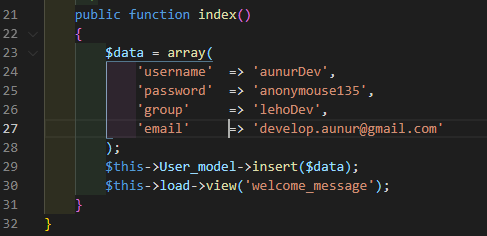 21 public function index()
22 {
23 $data = array(
24 'username' => 'aunurDev',
25 'password' => 'anonymouse135',
26 'group' => 'lehoDev',
27 'email' => 'develop.aunur@gmail.com'
28 );
29 $this->User_model->insert($data);
30 $this->load->view('welcome_message');
31 }
32 }